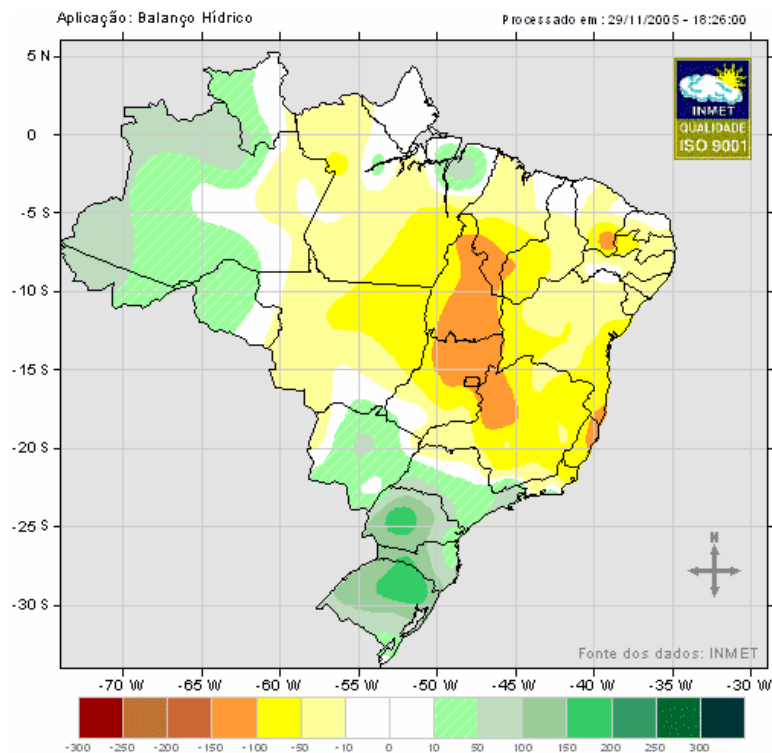 Aplicação: Balanço Hídrico
Processado em : 29/11/2005 - 18:26:00
5 N
0
-5 S
-10 S
-15 S
-20 S
-25 S
-30 S
INMET
QUALIDADE
ISO 9001
N
Fonte dos dados: INMET
-70 W -65 W -60 W -55 W -50 W -45 W -40 W -35 W -30 W
-300 -250 -200 -150 -100 -50 -10 0 10 50 100 150 200 250 300